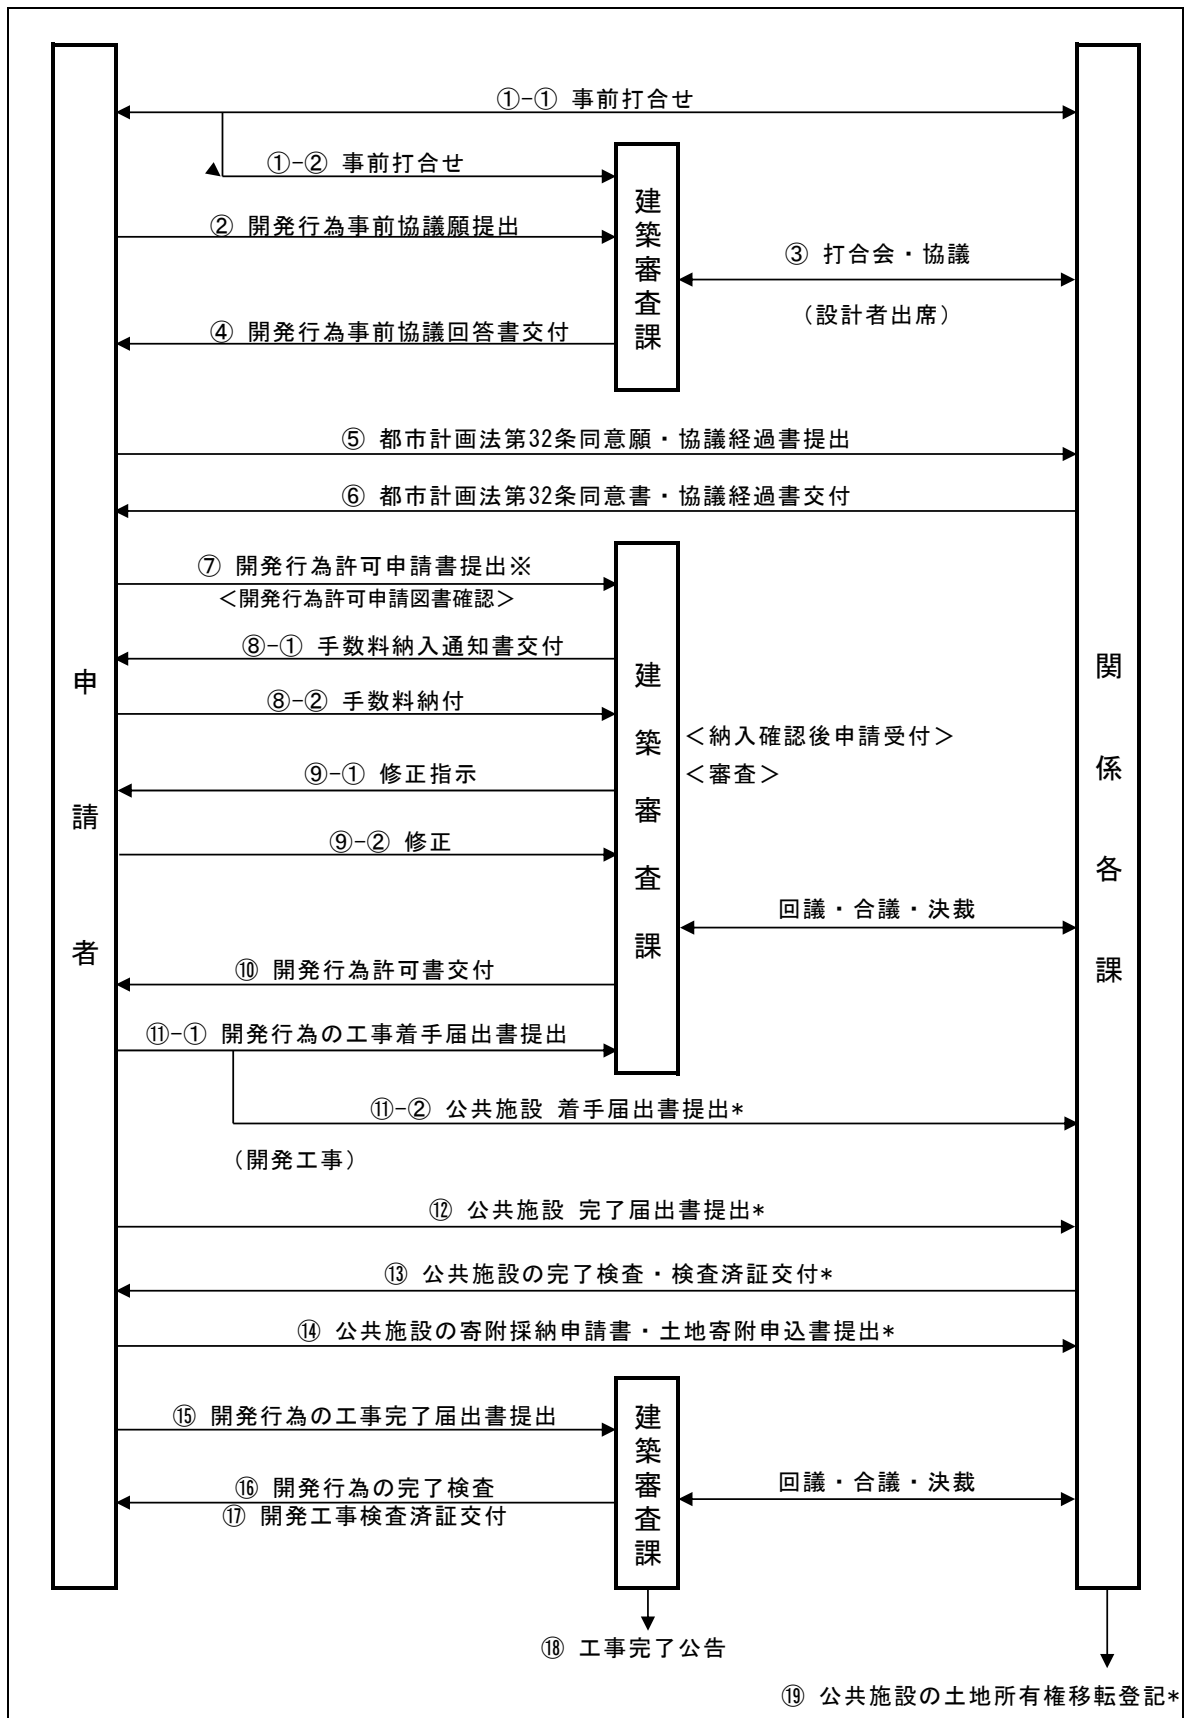 ①-① 事前打合せ
①-② 事前打合せ
建築審査課
② 開発行為事前協議願提出
③ 打合会・協議
（設計者出席）
④ 開発行為事前協議回答書交付
⑤ 都市計画法第32条同意願・協議経過書提出
⑥ 都市計画法第32条同意書・協議経過書交付
申請者
関係各課
建築審査課
⑦ 開発行為許可申請書提出※
＜開発行為許可申請図書確認＞
⑧-① 手数料納入通知書交付
⑧-② 手数料納付
＜納入確認後申請受付＞
＜審査＞
⑨-① 修正指示
⑨-② 修正
回議・合議・決裁
⑩ 開発行為許可書交付
⑪-① 開発行為の工事着手届出書提出
⑪-② 公共施設 着手届出書提出*
（開発工事）
⑫ 公共施設 完了届出書提出*
⑬ 公共施設の完了検査・検査済証交付*
⑭ 公共施設の寄附採納申請書・土地寄附申込書提出*
建築審査課
⑮ 開発行為の工事完了届出書提出
⑯ 開発行為の完了検査
回議・合議・決裁
⑰ 開発工事検査済証交付
⑱ 工事完了公告
⑲ 公共施設の土地所有権移転登記*